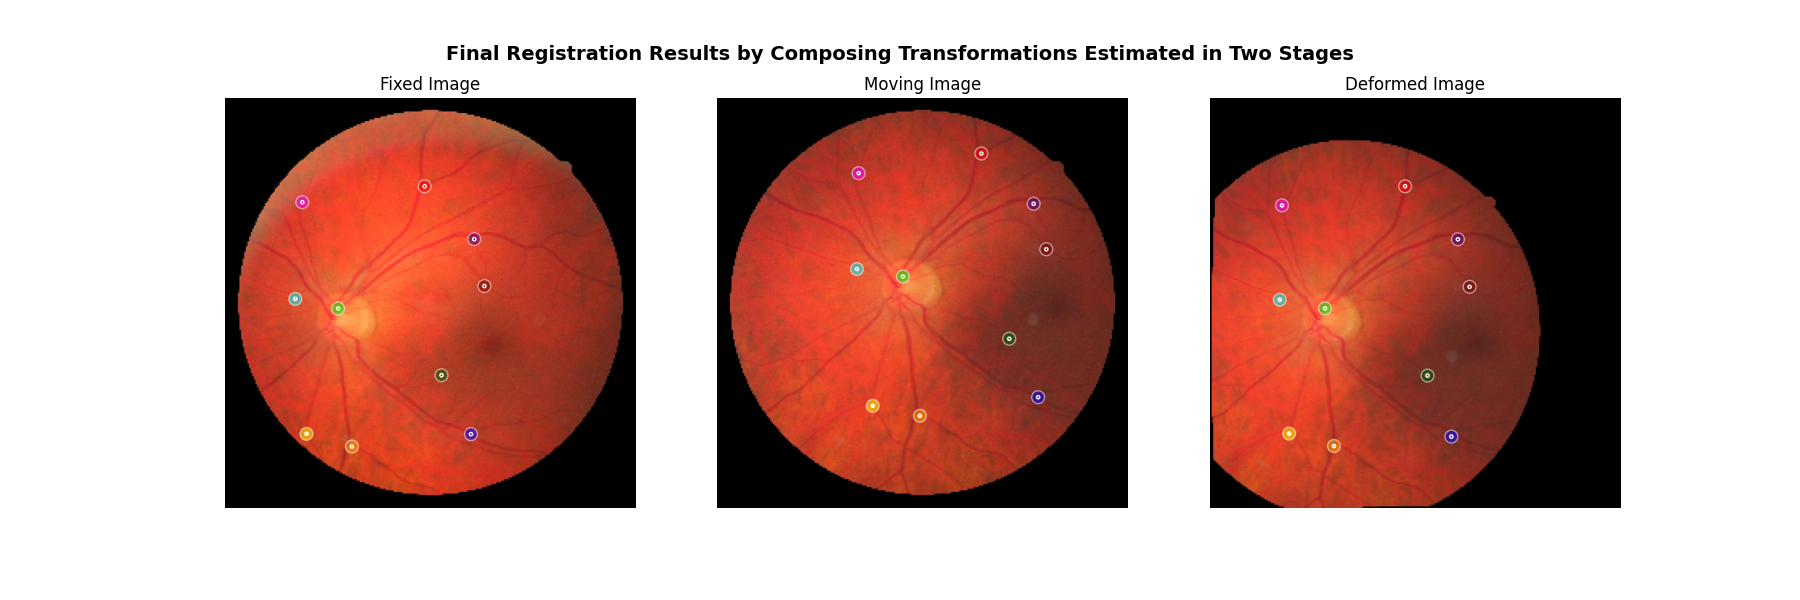 Final Registration Results by Composing Transformations Estimated in Two Stages
Fixed Image
Moving Image
Deformed Image